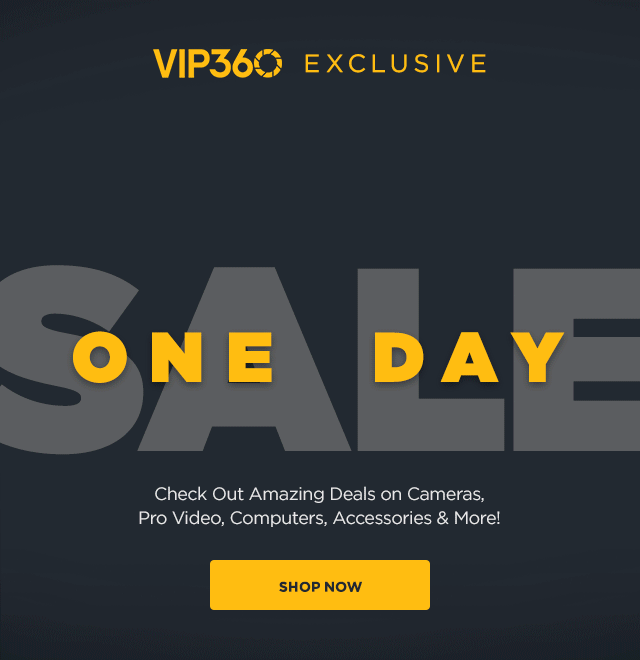 VIP360 EXCLUSIVE
SALE
ONE DAY
Check Out Amazing Deals on Cameras,
Pro Video, Computers, Accessories & More!
SHOP NOW